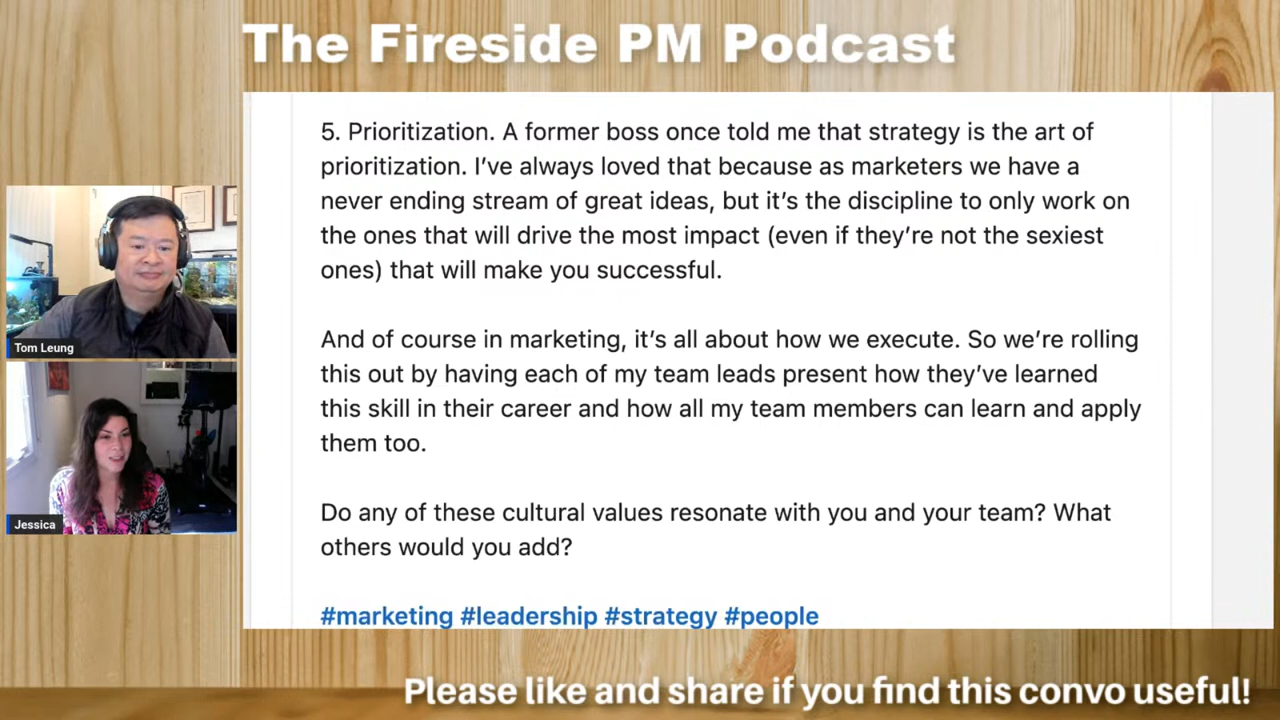 The Fireside PM Podcast
5. Prioritization. A former boss once told me that strategy is the art of
prioritization. I’ve always loved that because as marketers we have a
never ending stream of great ideas, but it’s the discipline to only work on
the ones that will drive the most impact (even if they’re not the sexiest
ones) that will make you successful.
And of course in marketing, it’s all about how we execute. So we’re rolling
this out by having each of my team leads present how they’ve learned
this skill in their career and how all my team members can learn and apply
them too.
Do any of these cultural values resonate with you and your team? What
others would you add?
#marketing #leadership #strategy #people
Tom Leung
Jessica
Please like and share if you find this convo useful!